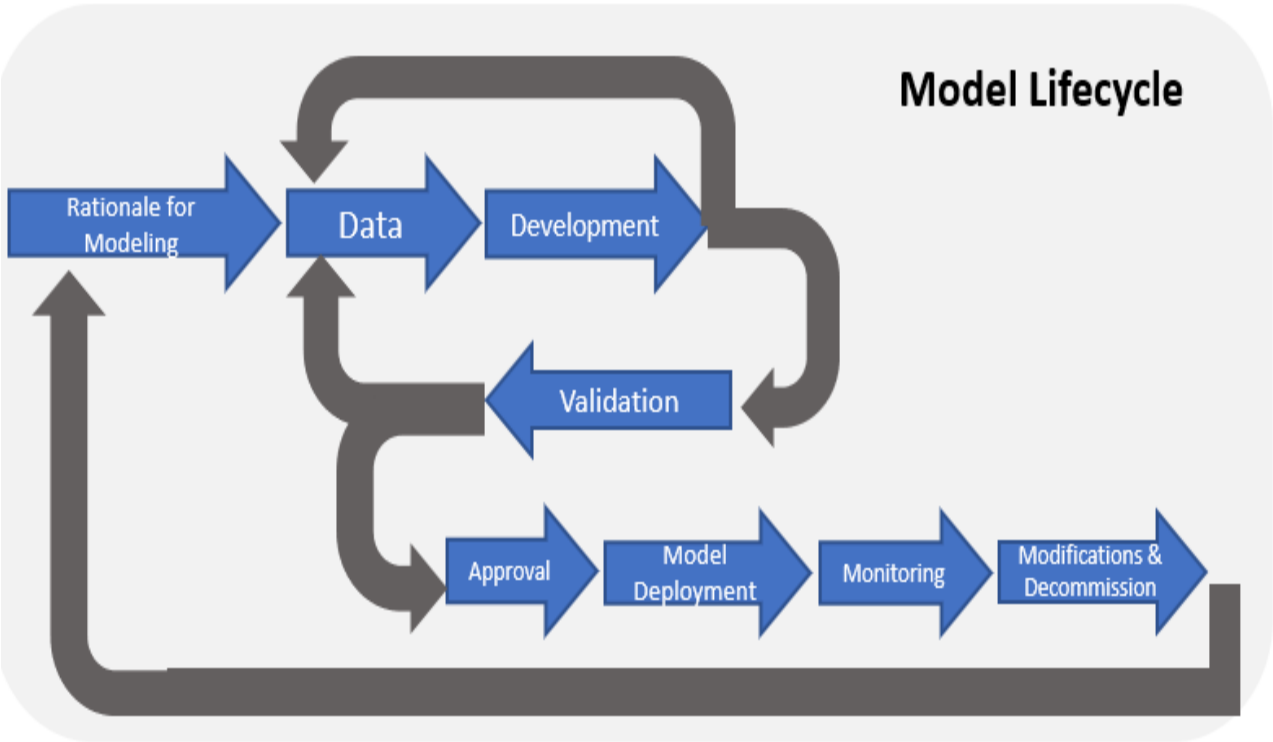 Model Lifecycle
Rationale for
Modeling
Data
Development
Validation
Approval
Model
Deployment
Monitoring
Modifications &
Decommission